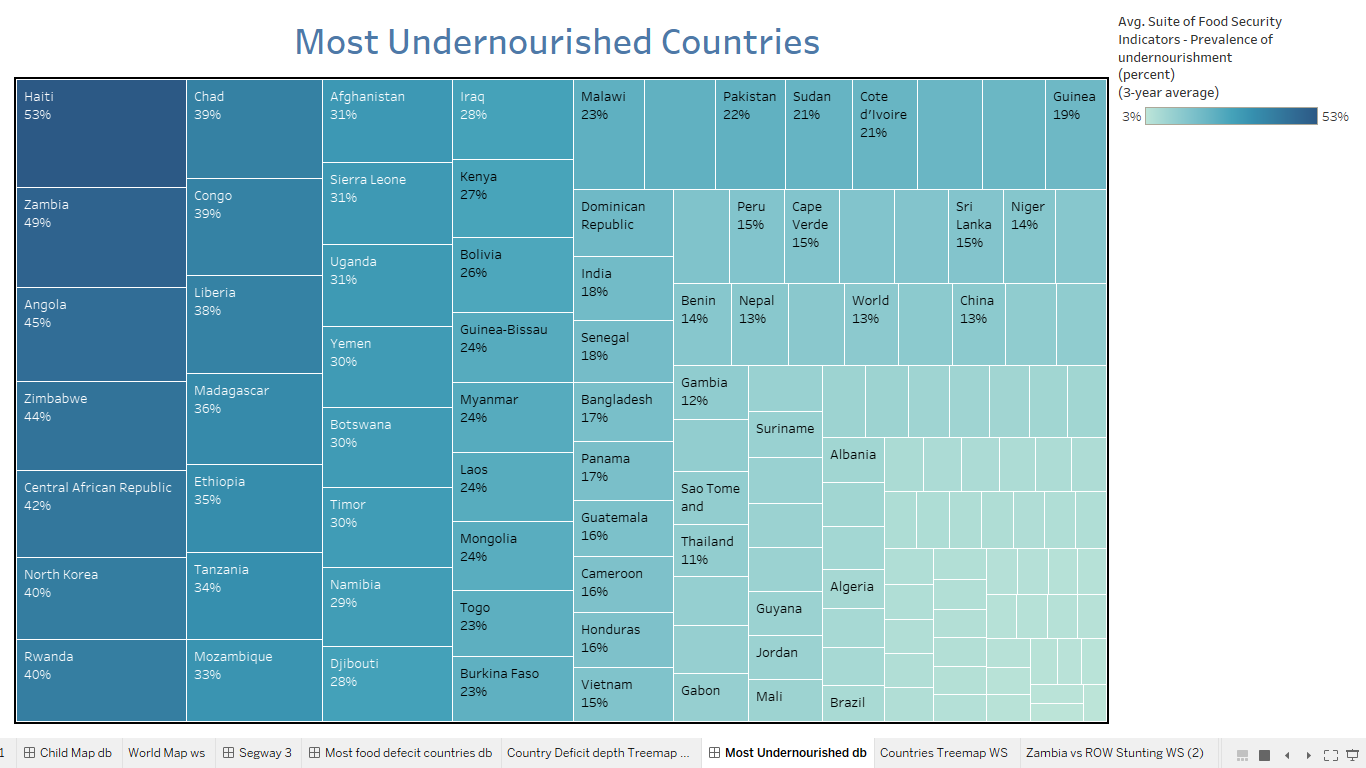 Most Undernourished Countries
Avg. Suite of Food Security
Indicators - Prevalence of
undernourishment
(percent)
(3-year average)
3%
53%
Haiti
53%
Zambia
49%
Angola
45%
Zimbabwe
44%
Central African Republic
42%
North Korea
40%
Rwanda
40%
Chad
39%
Congo
39%
Liberia
38%
Madagascar
36%
Ethiopia
35%
Tanzania
34%
Mozambique
33%
Afghanistan
31%
Sierra Leone
31%
Uganda
31%
Yemen
30%
Botswana
30%
Timor
30%
Namibia
29%
Djibouti
28%
Iraq
28%
Kenya
27%
Bolivia
26%
Guinea-Bissau
24%
Myanmar
24%
Laos
24%
Mongolia
24%
Togo
23%
Burkina Faso
23%
Malawi
23%
Pakistan
22%
Sudan
21%
Cote
d'Ivoire
21%
Guinea
19%
Dominican
Republic
India
18%
Senegal
18%
Bangladesh
17%
Panama
17%
Guatemala
16%
Cameroon
16%
Honduras
16%
Vietnam
15%
Peru
15%
Cape
Verde
15%
Sri
Lanka
15%
Niger
14%
Benin
14%
Nepal
13%
World
13%
China
13%
Gambia
12%
Sao Tome
and
Thailand
11%
Gabon
Suriname
Guyana
Jordan
Mali
Albania
Algeria
Brazil
1
Child Map db
World Map ws
Segway 3
Most food defecit countries db
Country Deficit depth Treemap ...
Most Undernourished db
Countries Treemap WS
Zambia vs ROW Stunting WS (2)